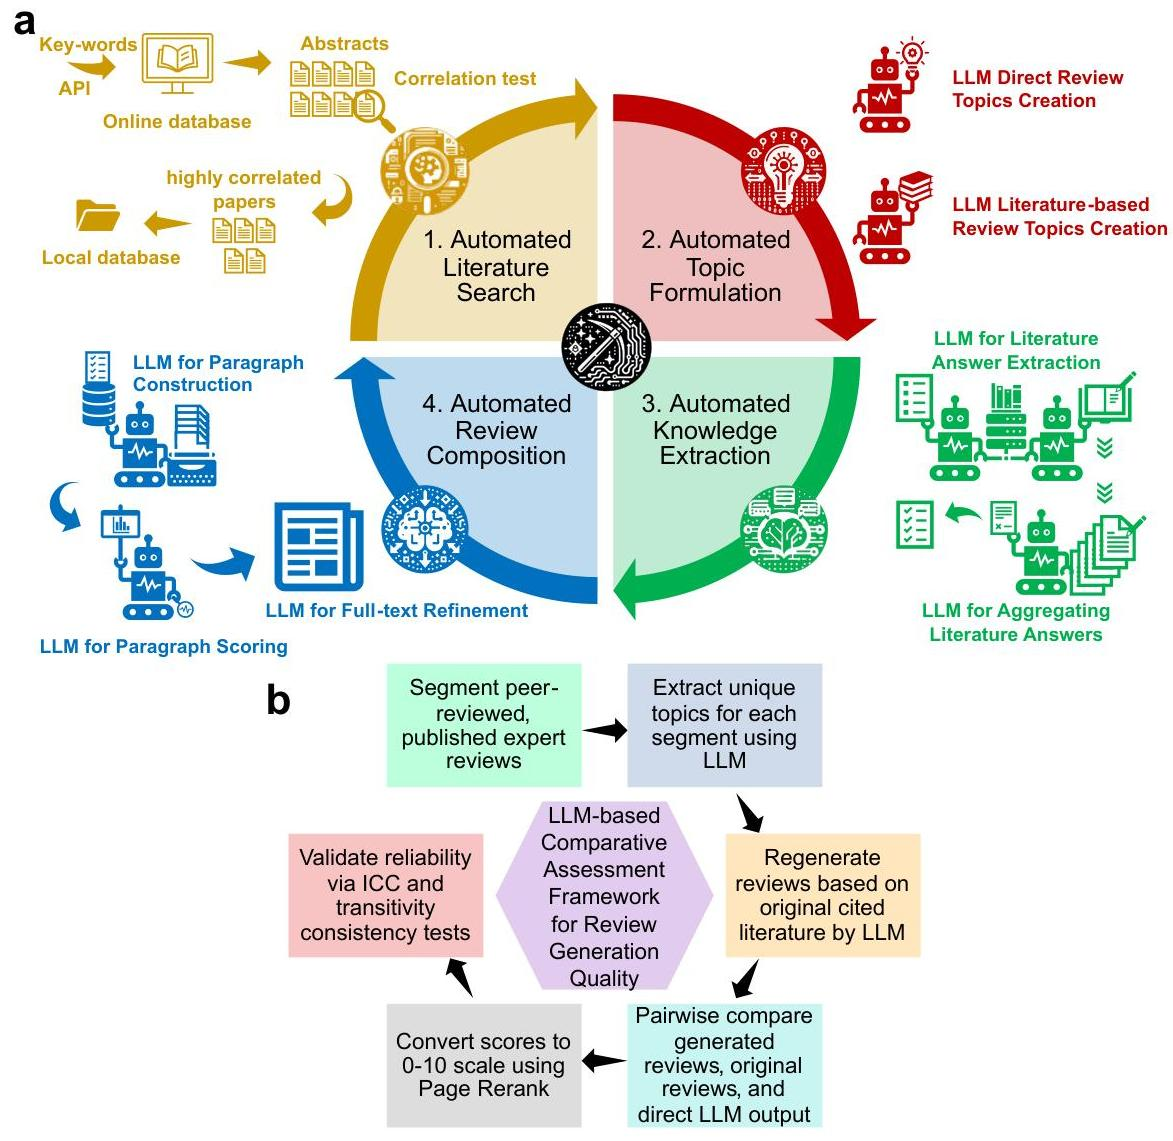 a
Key-words
API
Online database
Abstracts
Correlation test
highly correlated
papers
Local database
1. Automated
Literature
Search
2. Automated
Topic
Formulation
LLM Direct Review
Topics Creation
LLM Literature-based
Review Topics Creation
LLM for Paragraph
Construction
LLM for Paragraph Scoring
LLM for Full-text Refinement
4. Automated
Review
Composition
3. Automated
Knowledge
Extraction
LLM for Literature
Answer Extraction
LLM for Aggregating
Literature Answers
b
Segment peer-
reviewed,
published expert
reviews
Extract unique
topics for each
segment using
LLM
Regenerate
reviews based on
original cited
literature by LLM
Pairwise compare
generated
reviews, original
reviews, and
direct LLM output
Convert scores to
0-10 scale using
Page Rerank
Validate reliability
via ICC and
transitivity
consistency tests
LLM-based
Comparative
Assessment
Framework
for Review
Generation
Quality